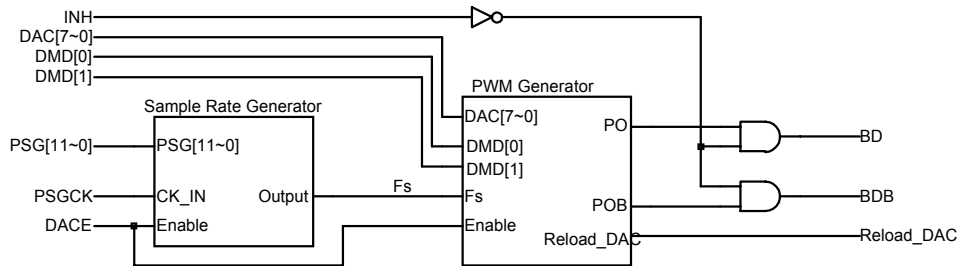 INH
DAC[7~0]
DMD[0]
DMD[1]
PWM Generator
Sample Rate Generator
DAC[7~0]
PO
BD
PSG[11~0]
PSG[11~0]
DMD[0]
DMD[1]
Fs
PSGCK
CK_IN
Output
Fs
POB
BDB
DACE
Enable
Enable
Reload_DAC
Reload_DAC